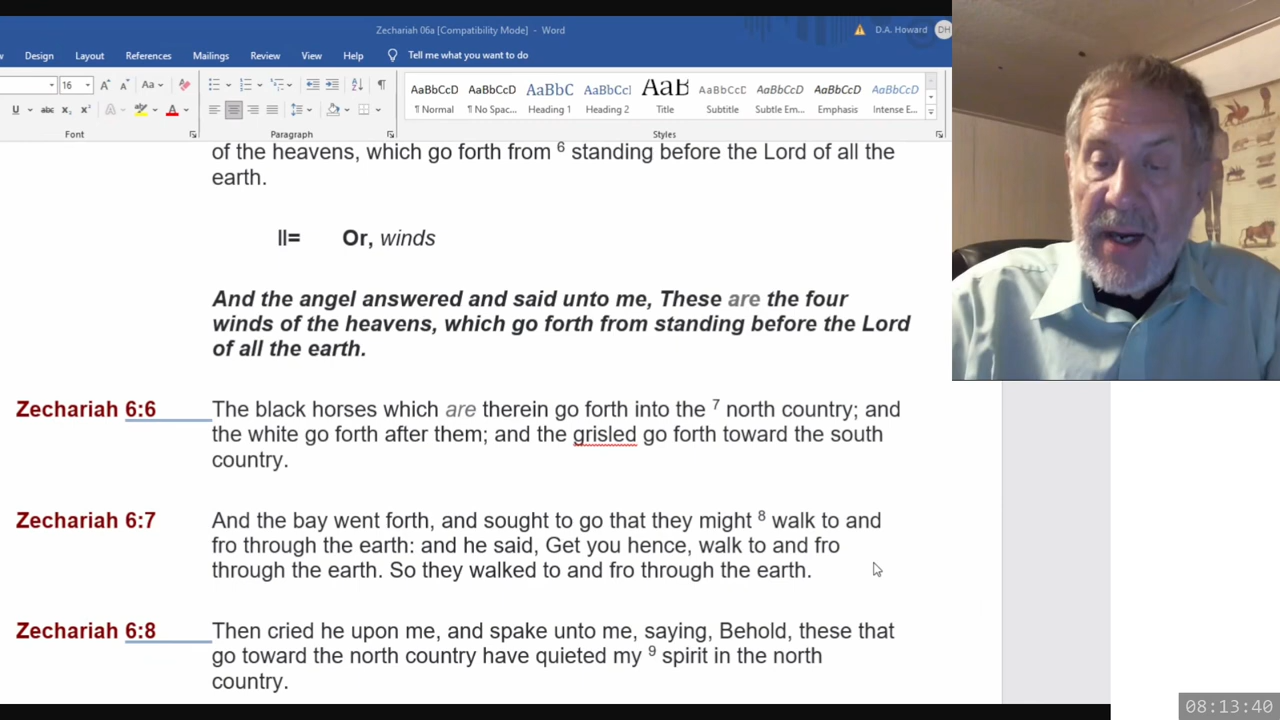 Zechariah 06a [Compatibility Mode] - Word
D.A. Howard
DH
Design Layout References Mailings Review View Help Tell me what you want to do
16 Aa
AaBbCcD AaBbCcD AaBbC AaBbCcl AaB AaBbCcC AaBbCcD AaBbCcD AaBbCcD
U abc x₂ x² A A
¶ Normal ¶ No Spac... Heading 1 Heading 2 Title Subtitle Subtle Em... Emphasis Intense E...
Font Paragraph Styles
of the heavens, which go forth from ⁶ standing before the Lord of all the
earth.
ǁ= Or, winds
And the angel answered and said unto me, These are the four
winds of the heavens, which go forth from standing before the Lord
of all the earth.
Zechariah 6:6 The black horses which are therein go forth into the ⁷ north country; and
the white go forth after them; and the grisled go forth toward the south
country.
Zechariah 6:7 And the bay went forth, and sought to go that they might ⁸ walk to and
fro through the earth: and he said, Get you hence, walk to and fro
through the earth. So they walked to and fro through the earth.
Zechariah 6:8 Then cried he upon me, and spake unto me, saying, Behold, these that
go toward the north country have quieted my ⁹ spirit in the north
country.
08:13:40